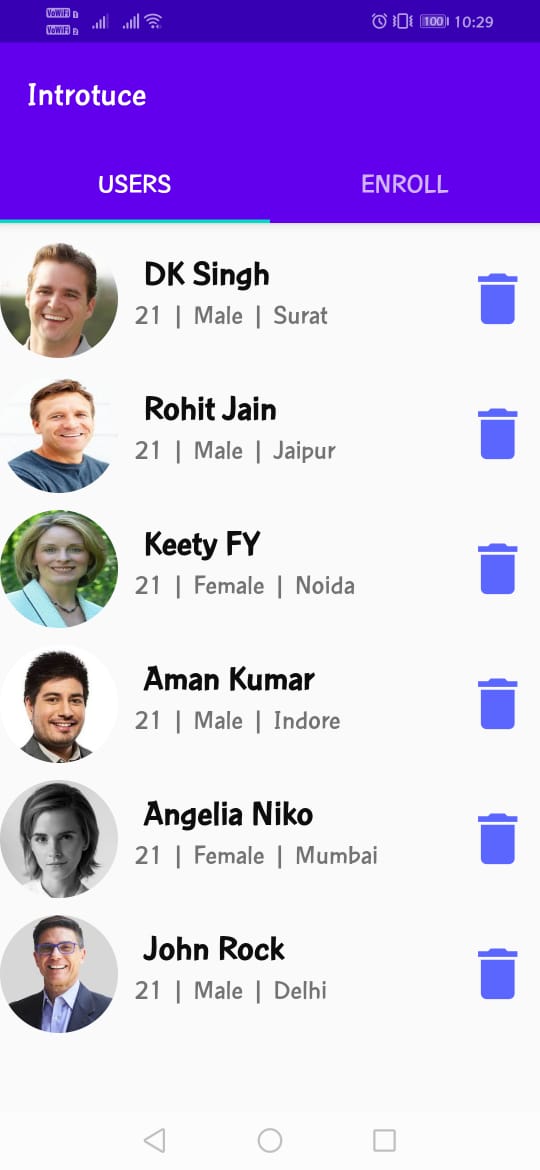 VoWiFi 1
VoWiFi 2
100
10:29
Introtuce
USERS
ENROLL
DK Singh
21 | Male | Surat
Rohit Jain
21 | Male | Jaipur
Keety FY
21 | Female | Noida
Aman Kumar
21 | Male | Indore
Angelia Niko
21 | Female | Mumbai
John Rock
21 | Male | Delhi